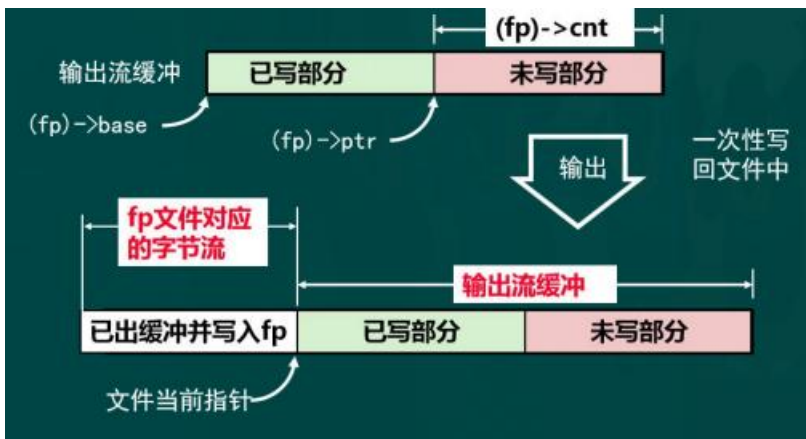 (fp)->cnt
输出流缓冲
已写部分
未写部分
(fp)->base
(fp)->ptr
输出
一次性写
回文件中
fp文件对应
的字节流
输出流缓冲
已出缓冲并写入fp
已写部分
未写部分
文件当前指针